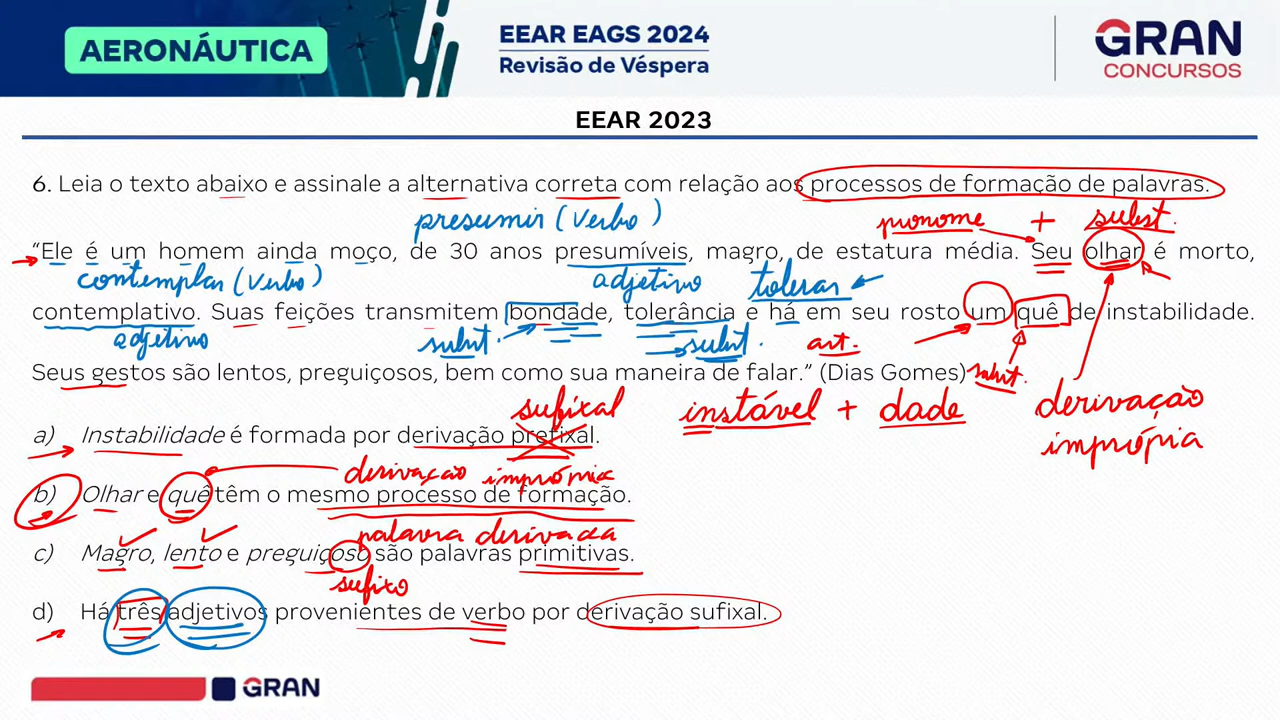 AERONÁUTICA
EEAR EAGS 2024
Revisão de Véspera
GRAN
CONCURSOS
EEAR 2023
6. Leia o texto abaixo e assinale a alternativa correta com relação aos processos de formação de palavras.
presumir (verbo)
pronome + subst.
“Ele é um homem ainda moço, de 30 anos presumíveis, magro, de estatura média. Seu olhar é morto,
contemplar (verbo)
adjetivo
tolerar
contemplativo. Suas feições transmitem bondade, tolerância e há em seu rosto um quê de instabilidade.
adjetivo
subst.
subst.
art.
Seus gestos são lentos, preguiçosos, bem como sua maneira de falar.” (Dias Gomes)
subst.
sufixal
instável + dade
derivação
imprópria
a) Instabilidade é formada por derivação prefixal.
derivação imprópria
b) Olhar e quê têm o mesmo processo de formação.
palavra derivada
c) Magro, lento e preguiçoso são palavras primitivas.
sufixo
d) Há três adjetivos provenientes de verbo por derivação sufixal.
GRAN